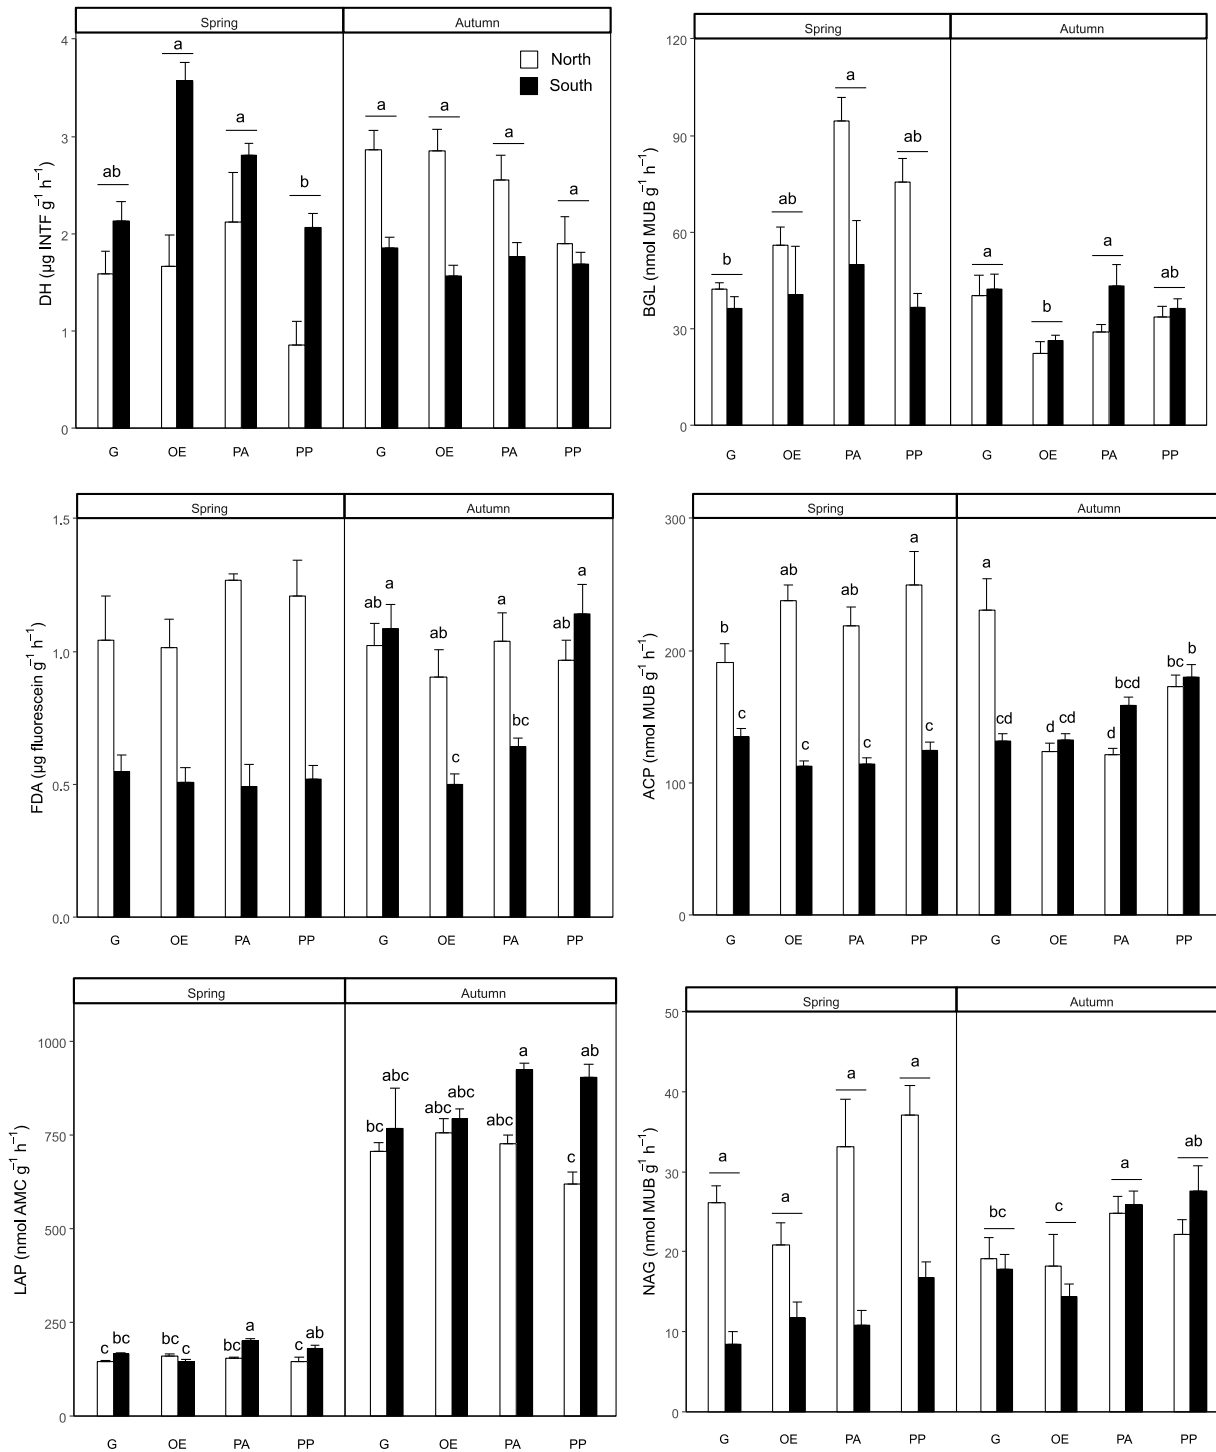 Spring Autumn
4
3
2
1
0
DH (µg INTF g⁻¹ h⁻¹)
North
South
ab a a b a a a a
G OE PA PP G OE PA PP
Spring Autumn
120
90
60
30
0
BGL (nmol MUB g⁻¹ h⁻¹)
b ab a ab a b a ab
G OE PA PP G OE PA PP
Spring Autumn
1.5
1.0
0.5
0.0
FDA (µg fluorescein g⁻¹ h⁻¹)
ab a ab c a bc ab a
G OE PA PP G OE PA PP
Spring Autumn
300
200
100
0
ACP (nmol MUB g⁻¹ h⁻¹)
b c ab c ab c a c a cd d cd d bcd bc b
G OE PA PP G OE PA PP
Spring Autumn
1000
750
500
250
0
LAP (nmol AMC g⁻¹ h⁻¹)
c bc bc c bc a c ab bc abc abc abc abc a c ab
G OE PA PP G OE PA PP
Spring Autumn
50
40
30
20
10
0
NAG (nmol MUB g⁻¹ h⁻¹)
a a a a bc c a ab
G OE PA PP G OE PA PP